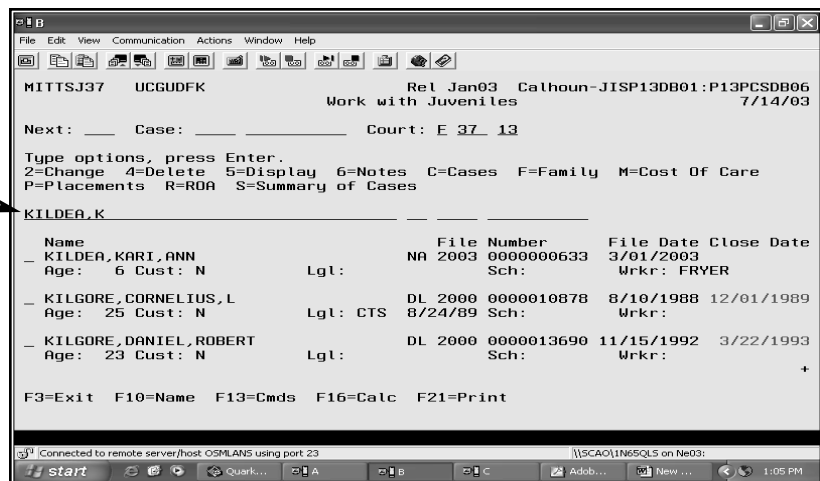 B
File Edit View Communication Actions Window Help
MITTSJ37 UCGUDFK Rel Jan03 Calhoun-JISP13DB01:P13PCSDB06
Work with Juveniles 7/14/03
Next: ___ Case: ____ __________ Court: F 37 13
Type options, press Enter.
2=Change 4=Delete 5=Display 6=Notes C=Cases F=Family M=Cost Of Care
P=Placements R=ROA S=Summary of Cases
KILDEA,K
Name File Number File Date Close Date
_ KILDEA,KARI,ANN NA 2003 0000000633 3/01/2003
Age: 6 Cust: N Lgl: Sch: Wrkr: FRYER
_ KILGORE,CORNELIUS,L DL 2000 0000010878 8/10/1988 12/01/1989
Age: 25 Cust: N Lgl: CTS 8/24/89 Sch: Wrkr:
_ KILGORE,DANIEL,ROBERT DL 2000 0000013690 11/15/1992 3/22/1993
Age: 23 Cust: N Lgl: Sch: Wrkr:
+
F3=Exit F10=Name F13=Cmds F16=Calc F21=Print
Connected to remote server/host OSMLANS using port 23 \\SCAO\1N65QLS on Ne03:
start Quark... A B C Adob... New ... 1:05 PM